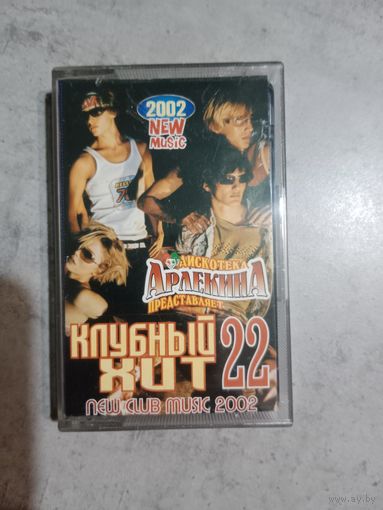 2002
NEW
MUSIC
ДИСКОТЕКА
АРЛЕКИНА
ПРЕДСТАВЛЯЕТ
КЛУБНЫЙ
ХИТ 22
NEW CLUB MUSIC 2002
www.ay.by